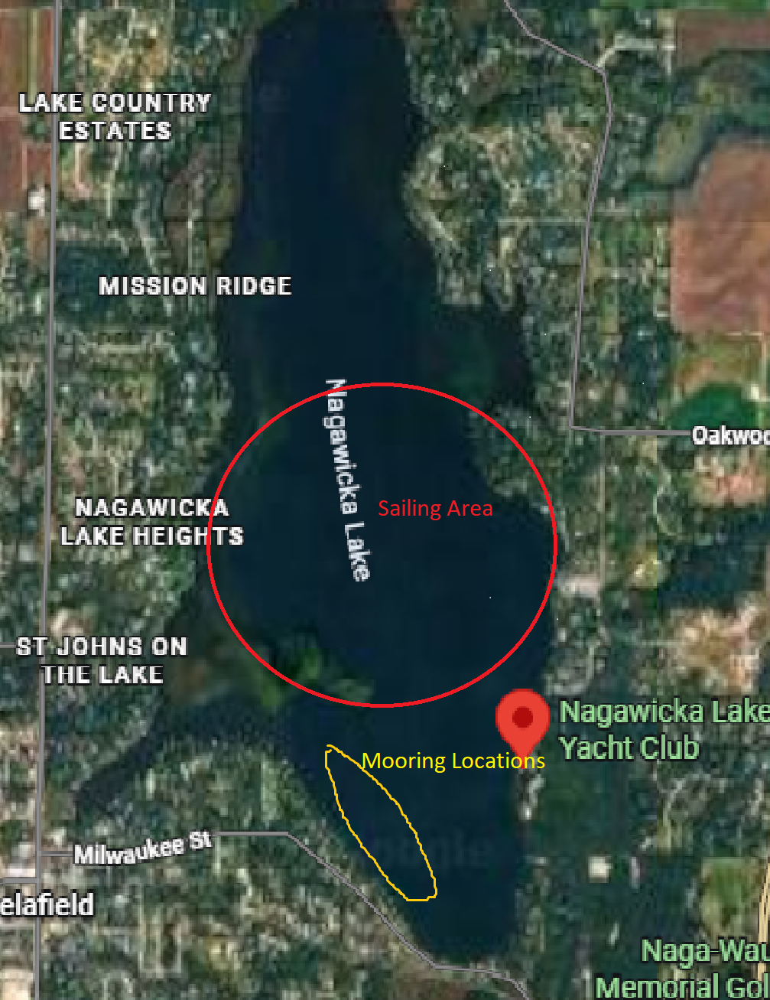 LAKE COUNTRY
ESTATES
MISSION RIDGE
Nagawicka Lake
Oakwoo
Sailing Area
NAGAWICKA
LAKE HEIGHTS
ST JOHNS ON
THE LAKE
Nagawicka Lake
Yacht Club
Mooring Locations
Milwaukee St
elafield
Naga-Wau
Memorial Gol